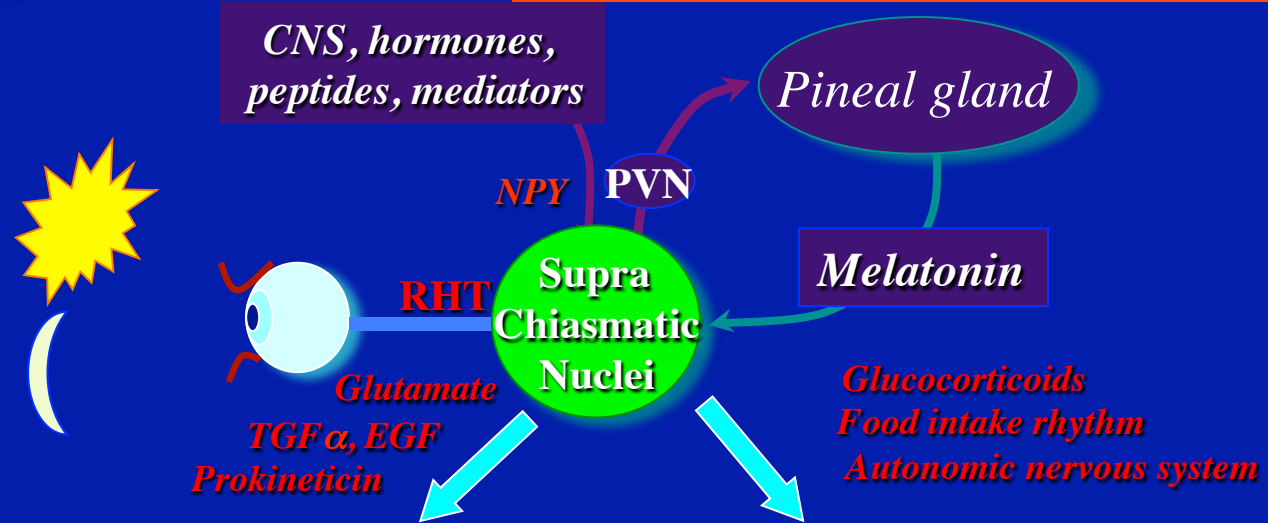 CNS, hormones,
peptides, mediators
Pineal gland
NPY
PVN
RHT
Supra
Chiasmatic
Nuclei
Melatonin
Glutamate
TGFα, EGF
Prokineticin
Glucocorticoids
Food intake rhythm
Autonomic nervous system